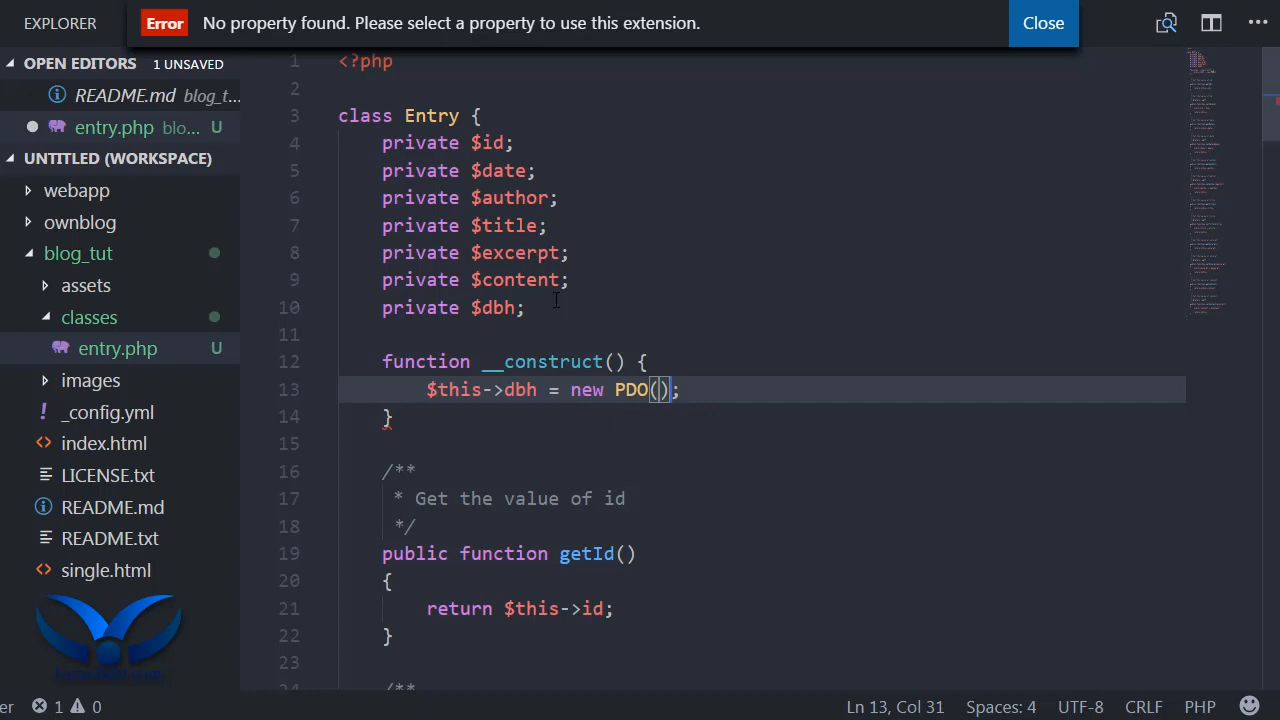 EXPLORER
Error No property found. Please select a property to use this extension. Close
OPEN EDITORS 1 UNSAVED
README.md blog_t...
entry.php blo... U
UNTITLED (WORKSPACE)
webapp
ownblog
blog_tut
assets
classes
entry.php U
images
_config.yml
index.html
LICENSE.txt
README.md
README.txt
single.html
1 <?php
2
3 class Entry {
4 private $id;
5 private $date;
6 private $author;
7 private $title;
8 private $excerpt;
9 private $content;
10 private $dbh;
11
12 function __construct() {
13 $this->dbh = new PDO();
14 }
15
16 /**
17 * Get the value of id
18 */
19 public function getId()
20 {
21 return $this->id;
22 }
23
24 /**
er 1 0 Ln 13, Col 31 Spaces: 4 UTF-8 CRLF PHP